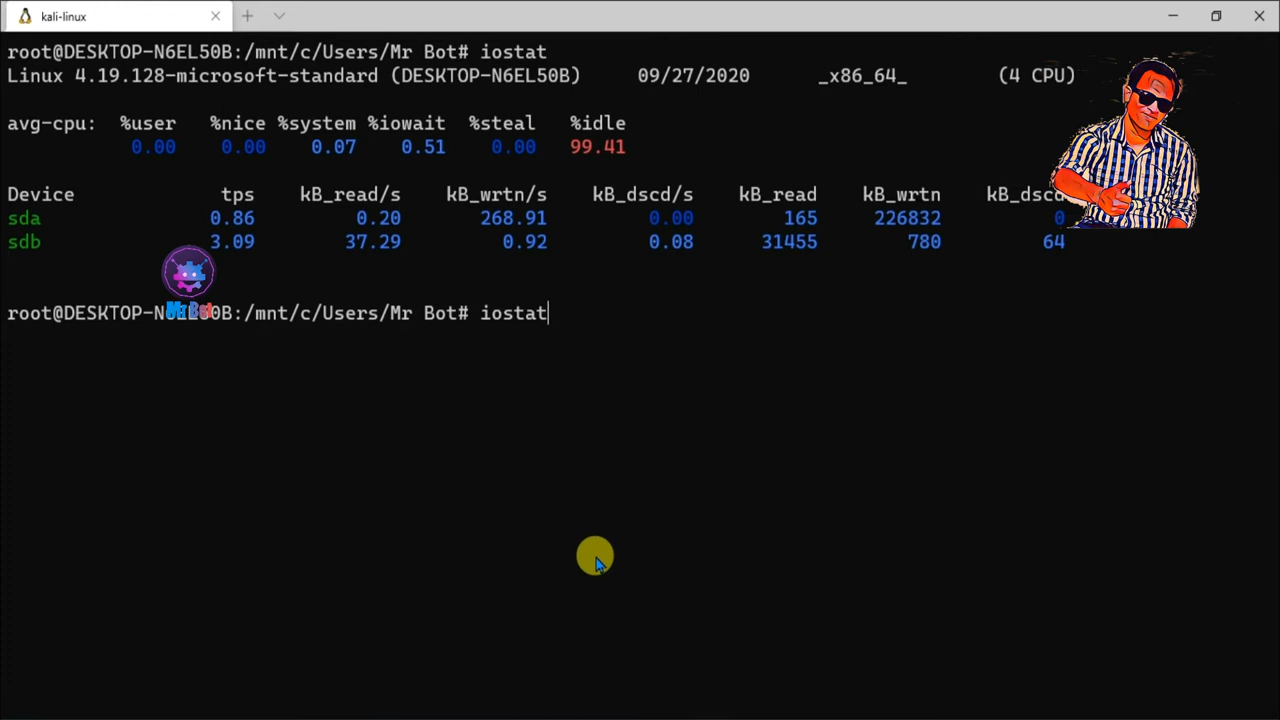 kali-linux
root@DESKTOP-N6EL50B:/mnt/c/Users/Mr Bot# iostat
Linux 4.19.128-microsoft-standard (DESKTOP-N6EL50B) 09/27/2020 _x86_64_ (4 CPU)
avg-cpu: %user %nice %system %iowait %steal %idle
0.00 0.00 0.07 0.51 0.00 99.41
Device tps kB_read/s kB_wrtn/s kB_dscd/s kB_read kB_wrtn kB_dscd
sda 0.86 0.20 268.91 0.00 165 226832 0
sdb 3.09 37.29 0.92 0.08 31455 780 64
Mr Bot
root@DESKTOP-N6EL50B:/mnt/c/Users/Mr Bot# iostat